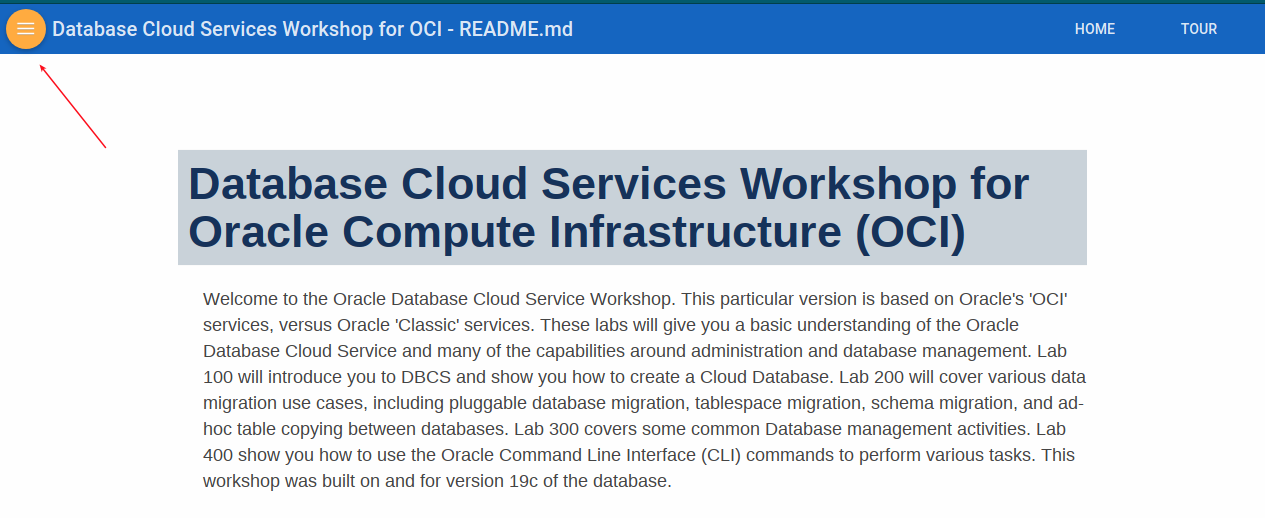 Database Cloud Services Workshop for OCI - README.md
HOME
TOUR
Database Cloud Services Workshop for
Oracle Compute Infrastructure (OCI)
Welcome to the Oracle Database Cloud Service Workshop. This particular version is based on Oracle's 'OCI'
services, versus Oracle 'Classic' services. These labs will give you a basic understanding of the Oracle
Database Cloud Service and many of the capabilities around administration and database management. Lab
100 will introduce you to DBCS and show you how to create a Cloud Database. Lab 200 will cover various data
migration use cases, including pluggable database migration, tablespace migration, schema migration, and ad-
hoc table copying between databases. Lab 300 covers some common Database management activities. Lab
400 show you how to use the Oracle Command Line Interface (CLI) commands to perform various tasks. This
workshop was built on and for version 19c of the database.